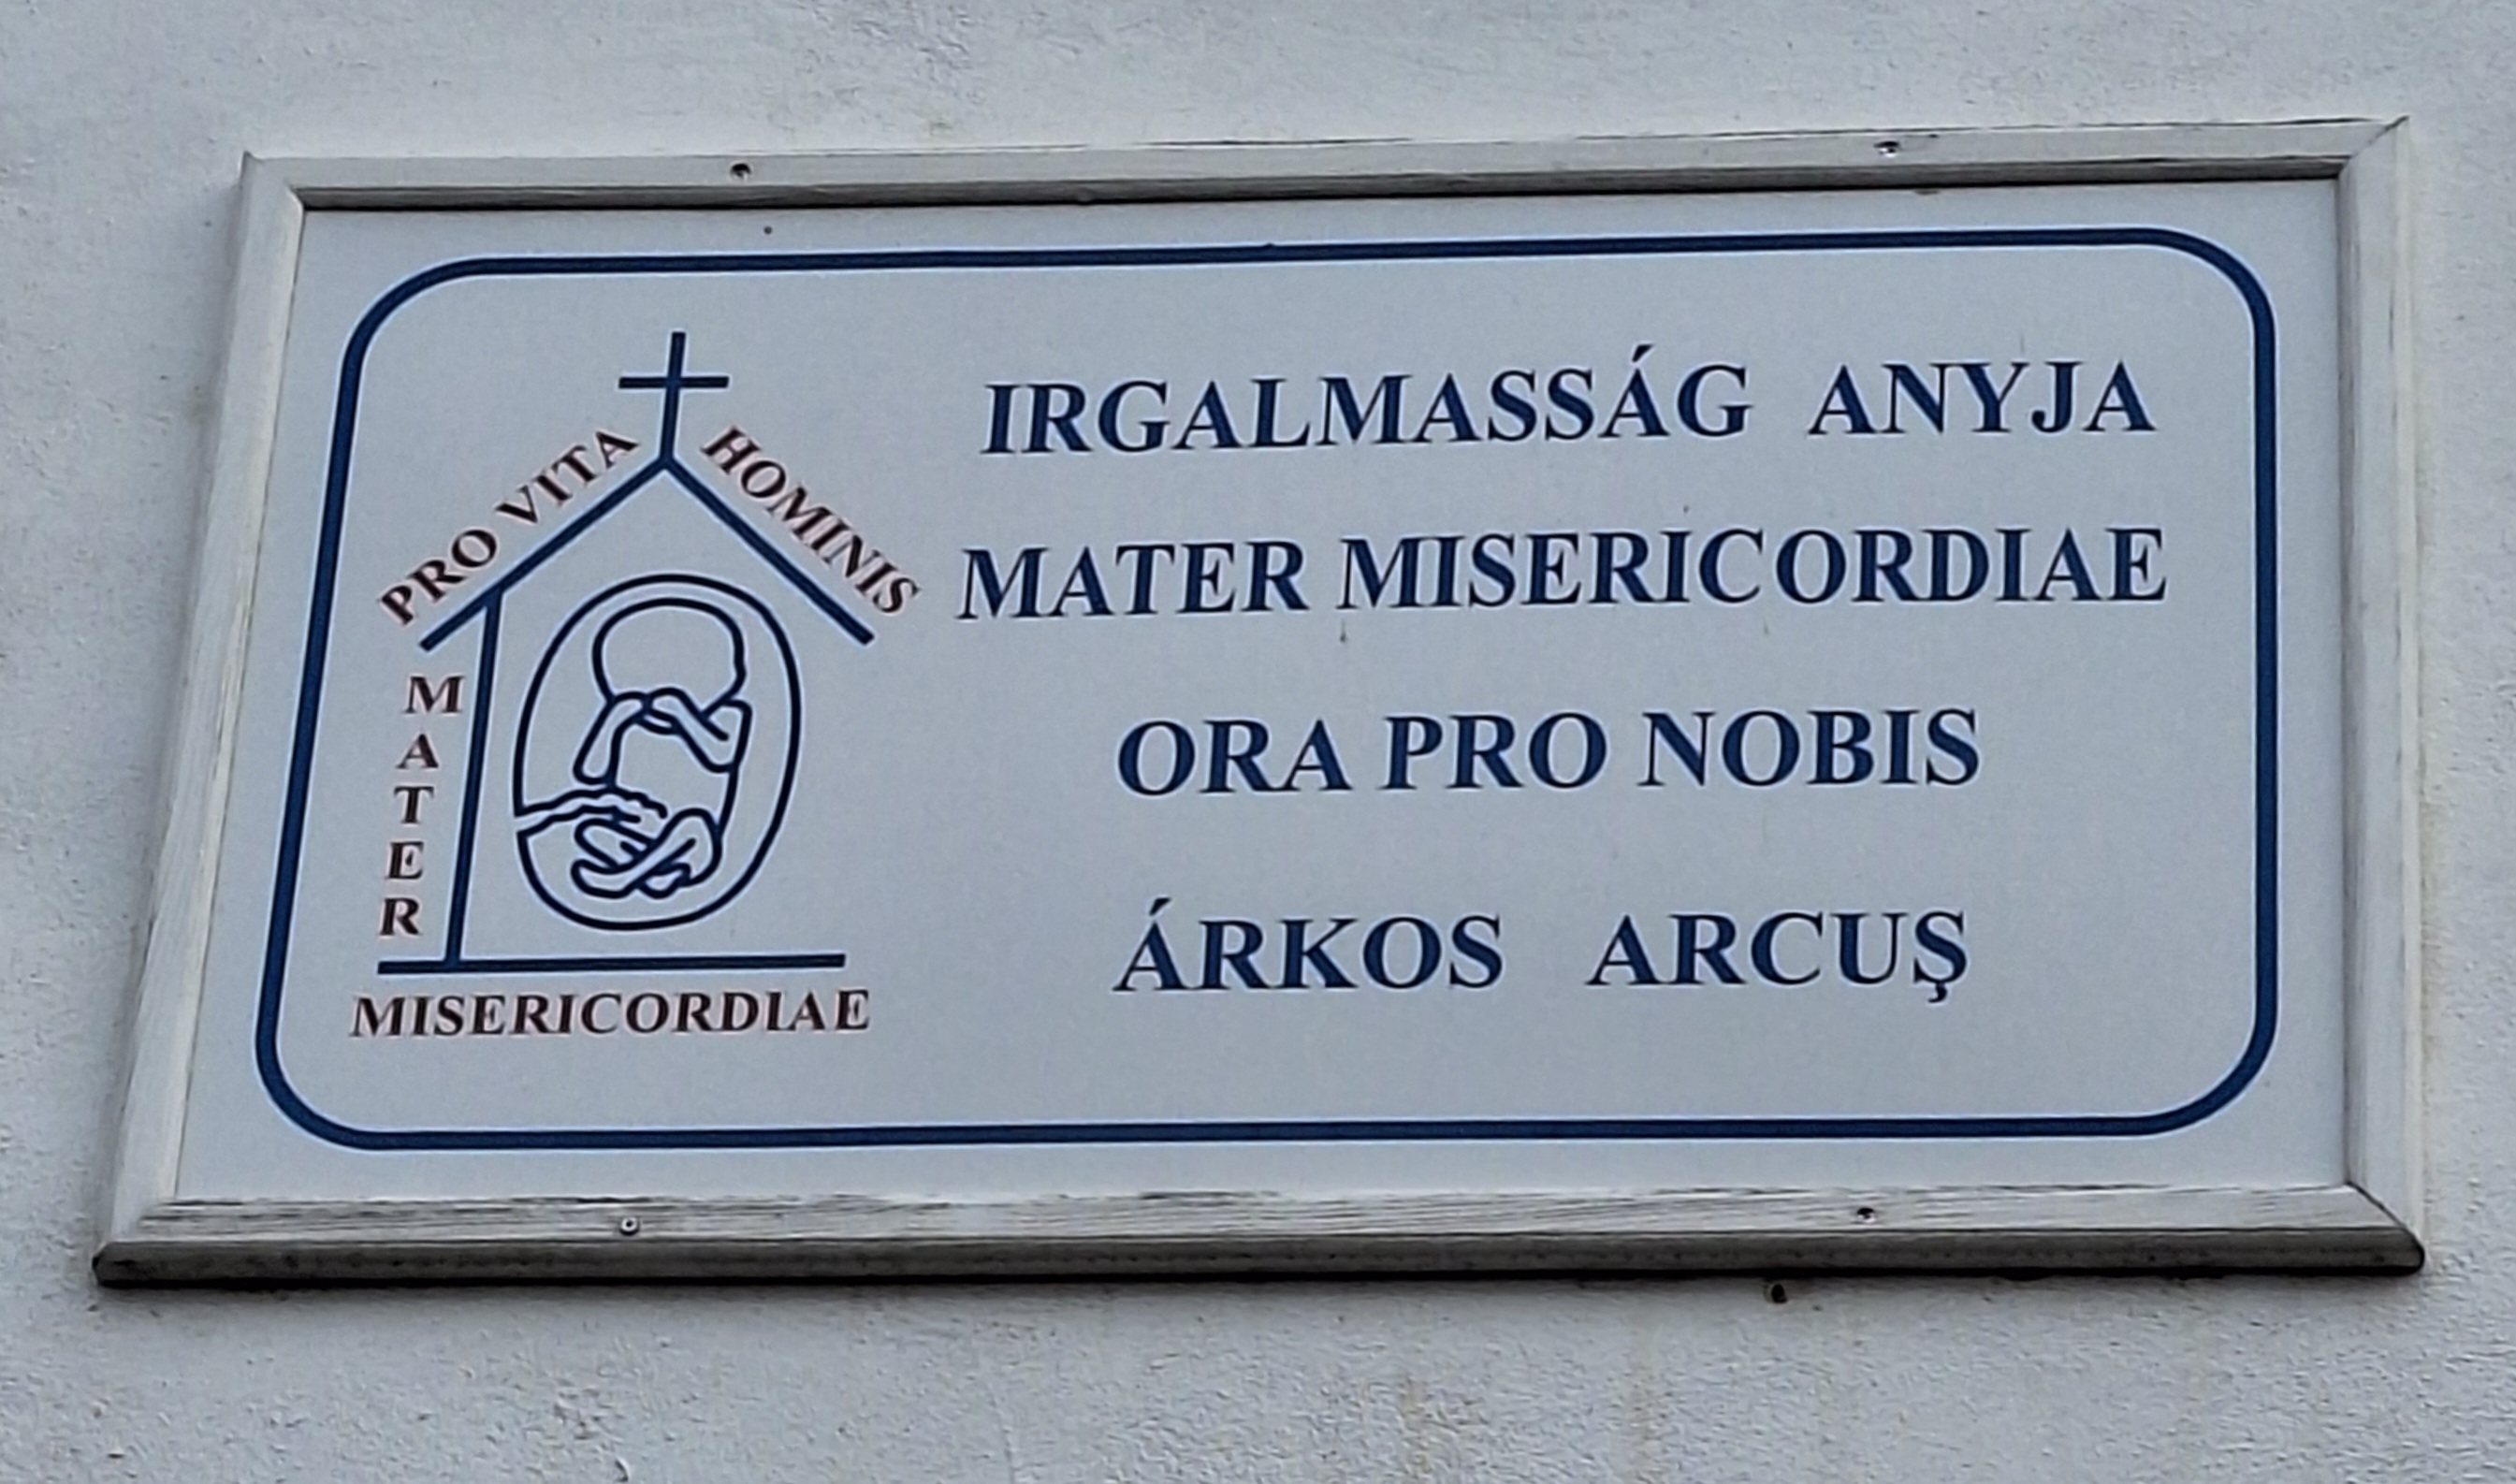 PRO VITA HOMINIS
MATER
MISERICORDIAE
IRGALMASSÁG ANYJA
MATER MISERICORDIAE
ORA PRO NOBIS
ÁRKOS ARCUŞ